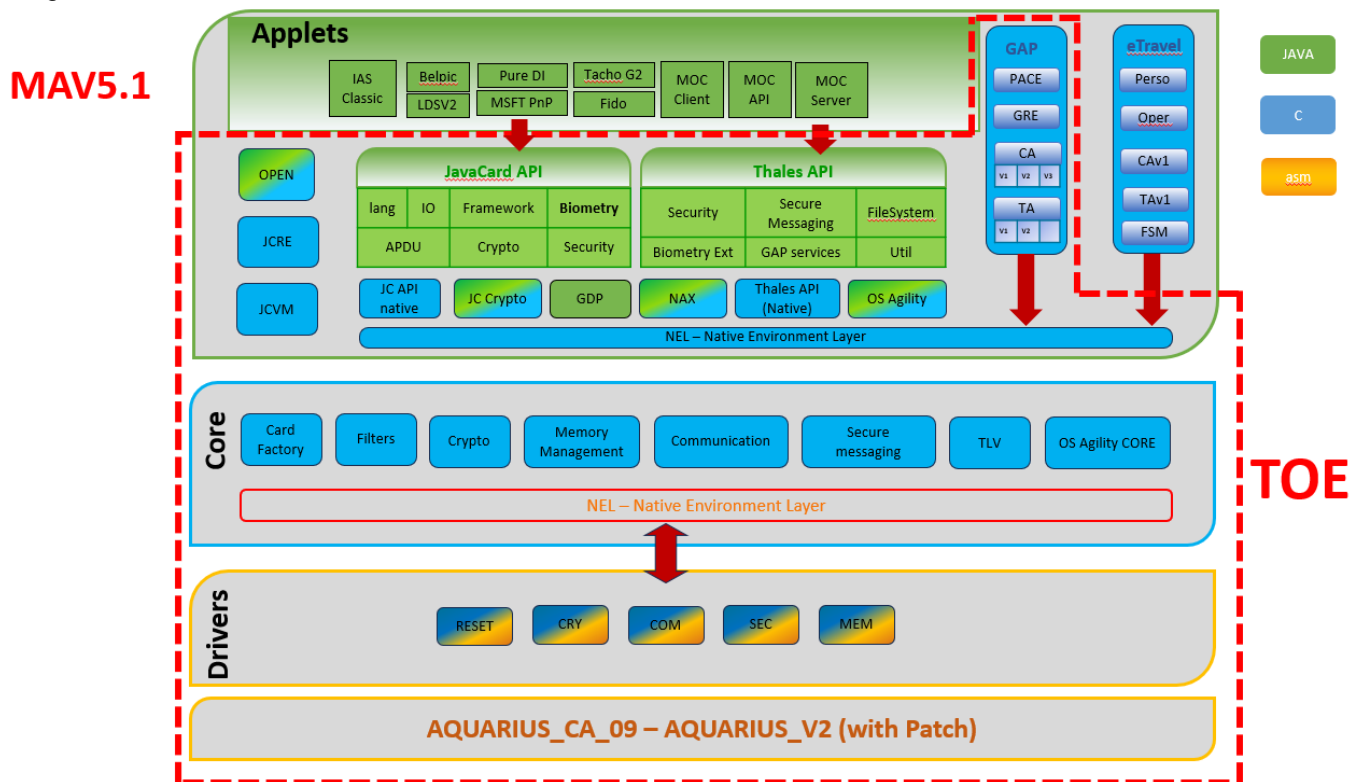 Applets
MAV5.1
IAS
Classic
Belpic
LDSV2
Pure DI
MSFT PnP
Tacho G2
Fido
MOC
Client
MOC
API
MOC
Server
GAP
PACE
GRE
CA
V1 V2 V3
TA
V1 V2
eTravel
Perso
Oper
CAv1
TAv1
FSM
JAVA
C
asm
OPEN
JCRE
JCVM
JavaCard API
lang IO Framework Biometry
APDU Crypto Security
Thales API
Security
Secure
Messaging
FileSystem
Biometry Ext GAP services Util
JC API
native
JC Crypto
GDP
NAX
Thales API
(Native)
OS Agility
NEL – Native Environment Layer
Core
Card
Factory
Filters
Crypto
Memory
Management
Communication
Secure
messaging
TLV
OS Agility CORE
NEL – Native Environment Layer
TOE
Drivers
RESET
CRY
COM
SEC
MEM
AQUARIUS_CA_09 – AQUARIUS_V2 (with Patch)